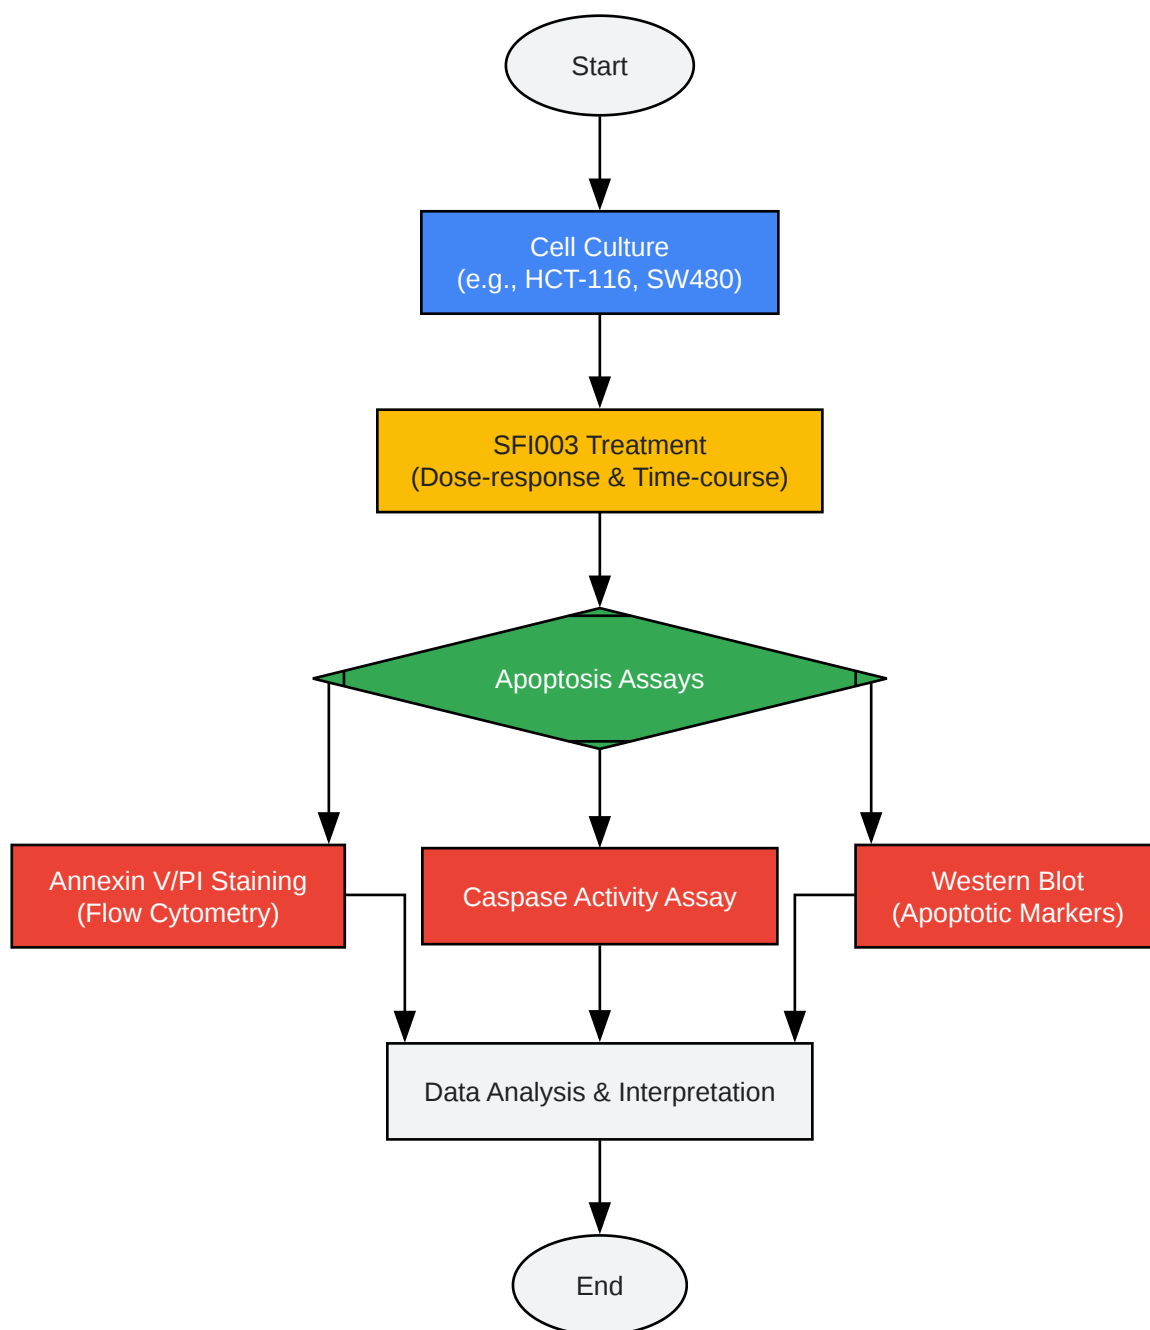 Start
Cell Culture
(e.g., HCT-116, SW480)
SFI003 Treatment
(Dose-response & Time-course)
Apoptosis Assays
Annexin V/PI Staining
(Flow Cytometry)
Caspase Activity Assay
Western Blot
(Apoptotic Markers)
Data Analysis & Interpretation
End